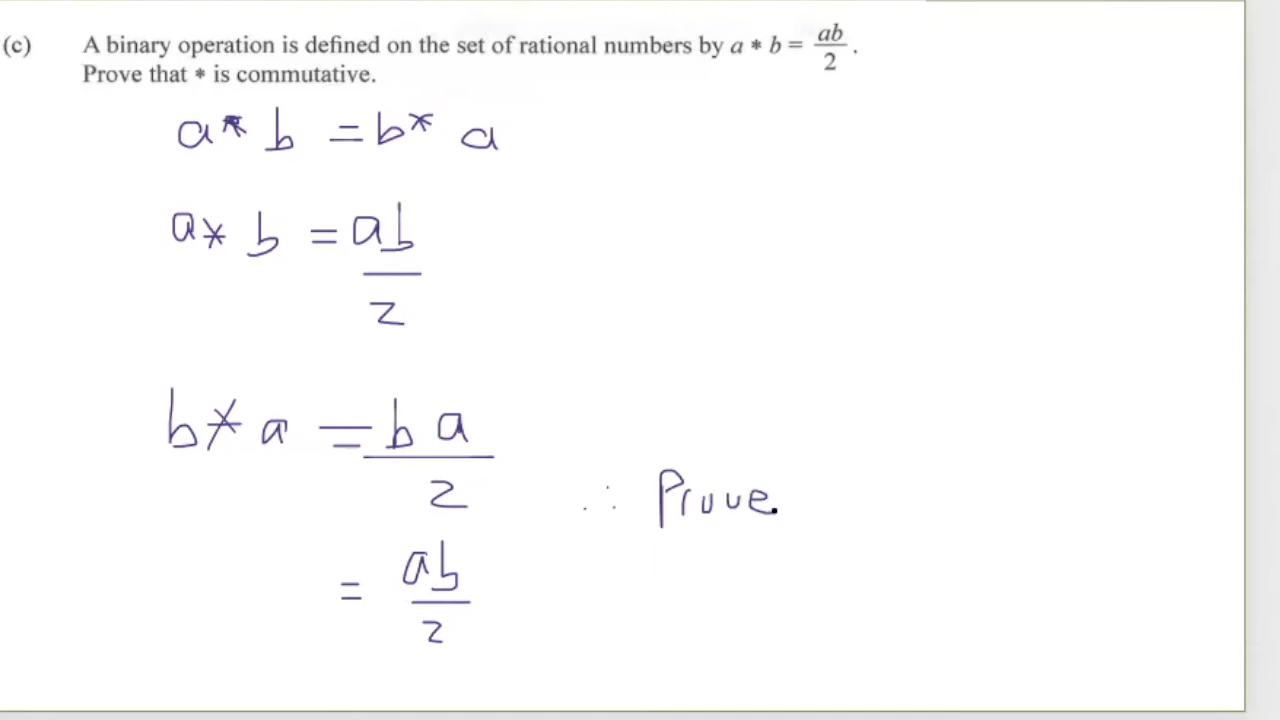 (c) A binary operation is defined on the set of rational numbers by a * b = ab/2 .
Prove that * is commutative.
a * b = b * a
a * b = ab/2
b * a = ba/2
∴ Prove
= ab/2